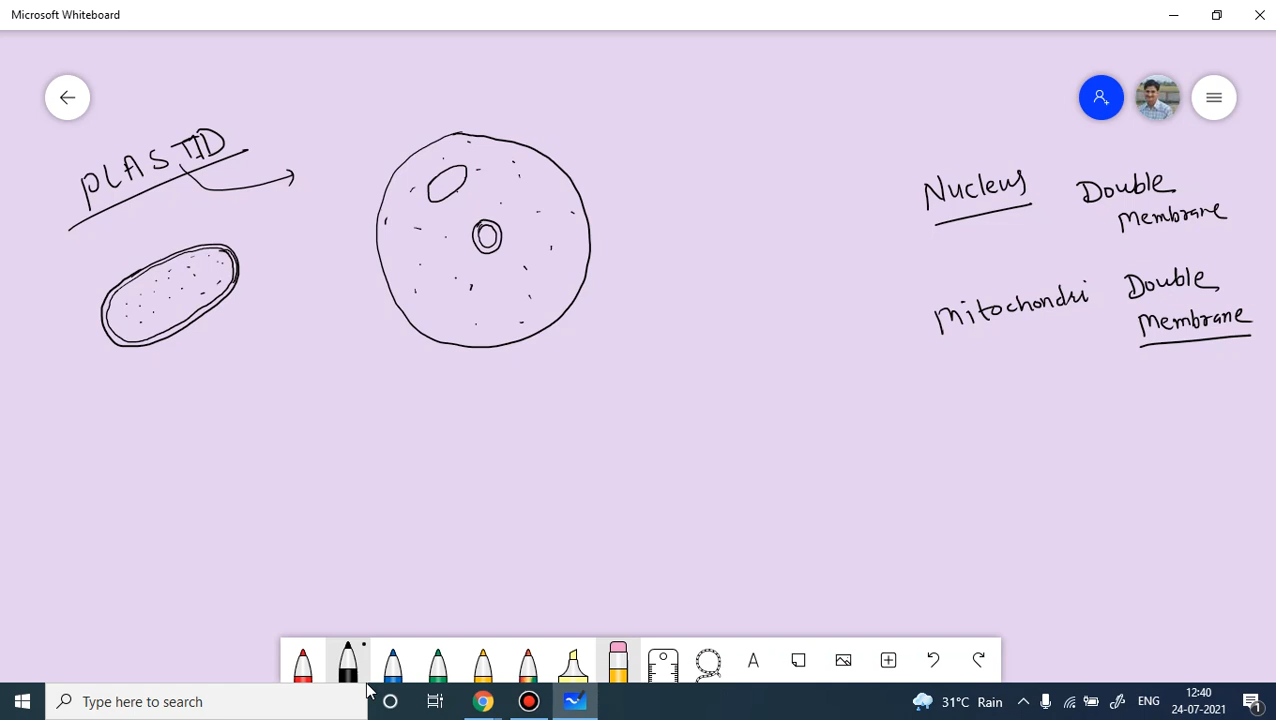 Microsoft Whiteboard
PLASTID
Nucleus Double
Membrane
Mitochondri Double
Membrane
A
Type here to search
31°C Rain
ENG
12:40
24-07-2021
1